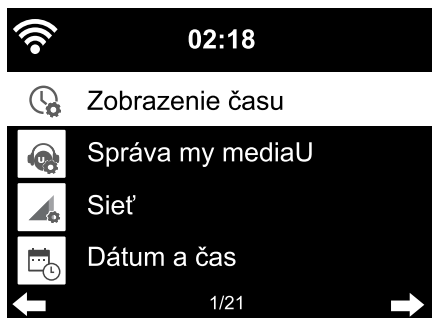 02:18
Zobrazenie času
Správa my mediaU
Sieť
Dátum a čas
1/21